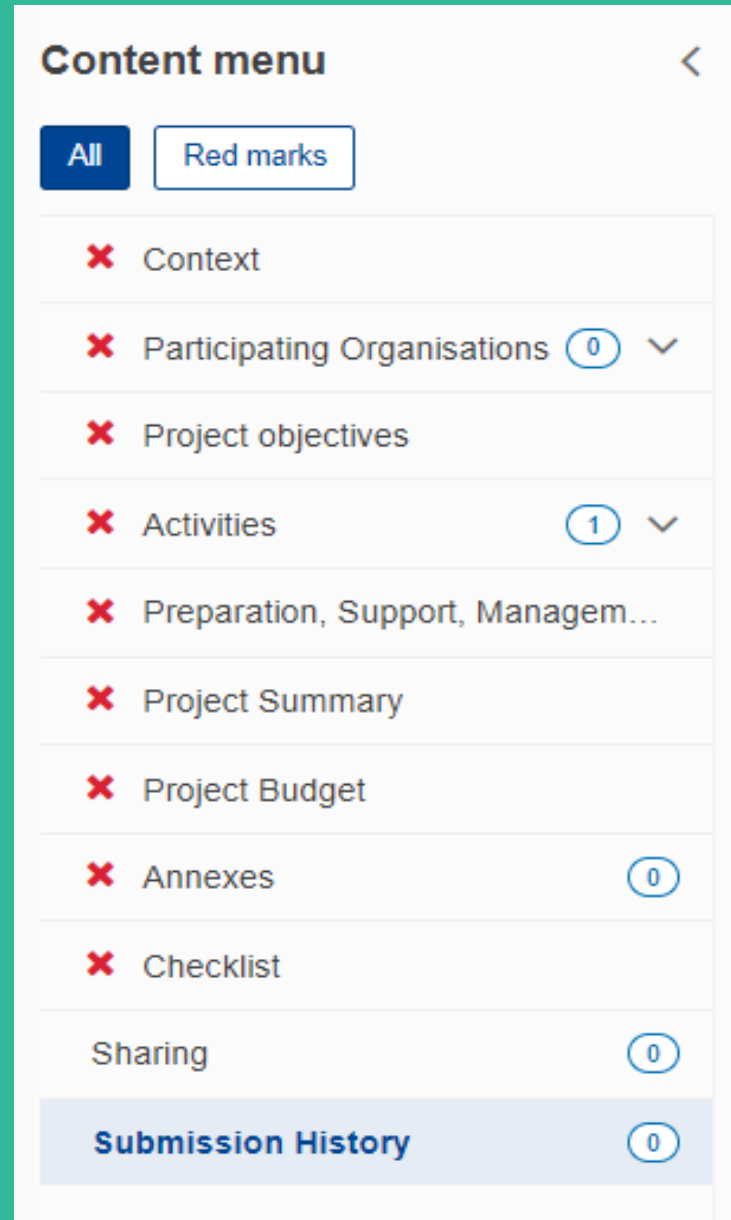 Content menu
All Red marks
Context
Participating Organisations 0
Project objectives
Activities 1
Preparation, Support, Managem...
Project Summary
Project Budget
Annexes 0
Checklist
Sharing 0
Submission History 0